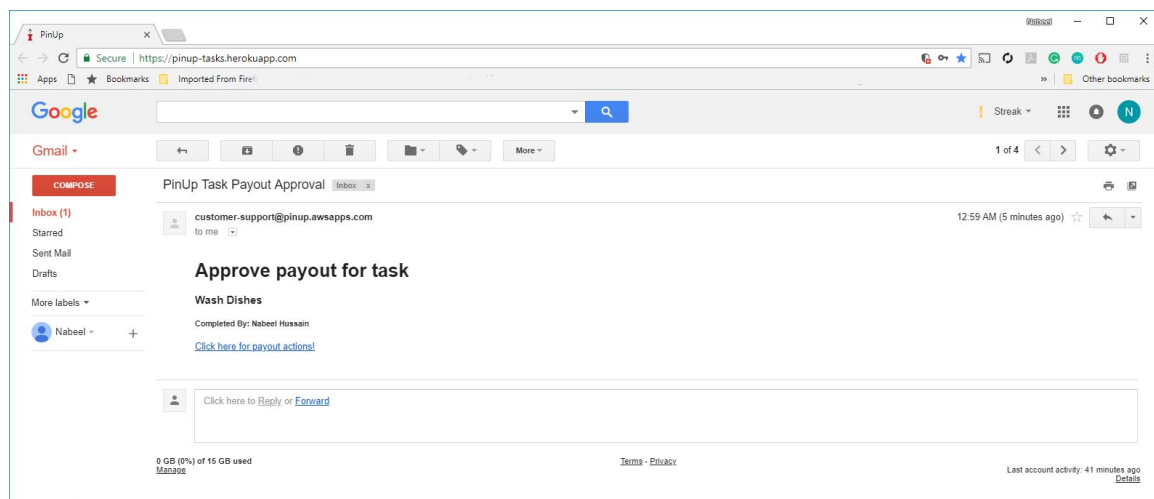 Nabeel
PinUp
Secure https://pinup-tasks.herokuapp.com
Apps Bookmarks Imported From Firef
» Other bookmarks
Google
Streak
N
Gmail
More
1 of 4
COMPOSE
PinUp Task Payout Approval Inbox x
Inbox (1)
Starred
Sent Mail
Drafts
More labels
Nabeel +
customer-support@pinup.awsapps.com
12:59 AM (5 minutes ago)
to me
Approve payout for task
Wash Dishes
Completed By: Nabeel Hussain
Click here for payout actions!
Click here to Reply or Forward
0 GB (0%) of 15 GB used
Manage
Terms - Privacy
Last account activity: 41 minutes ago
Details